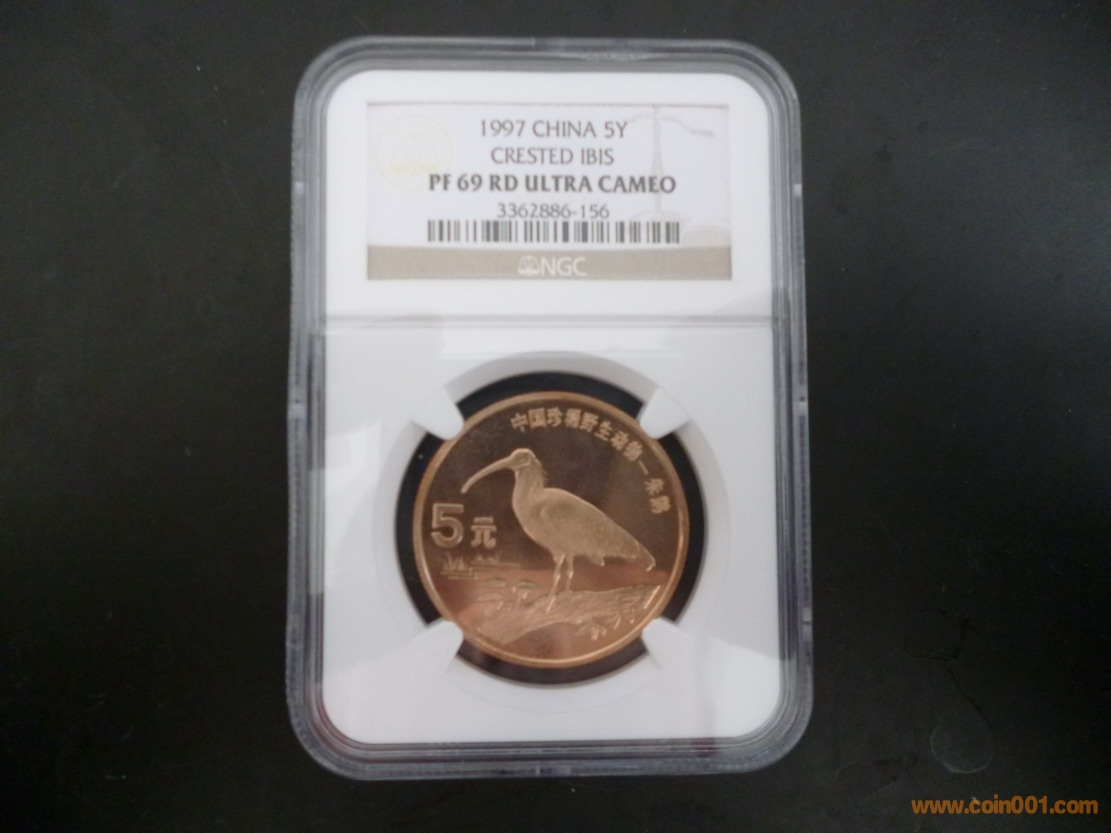 1997 CHINA 5Y
CRESTED IBIS
PF 69 RD ULTRA CAMEO
3362886-156
NGC
中国珍稀野生动物—朱鹮
5元
www.coin001.com